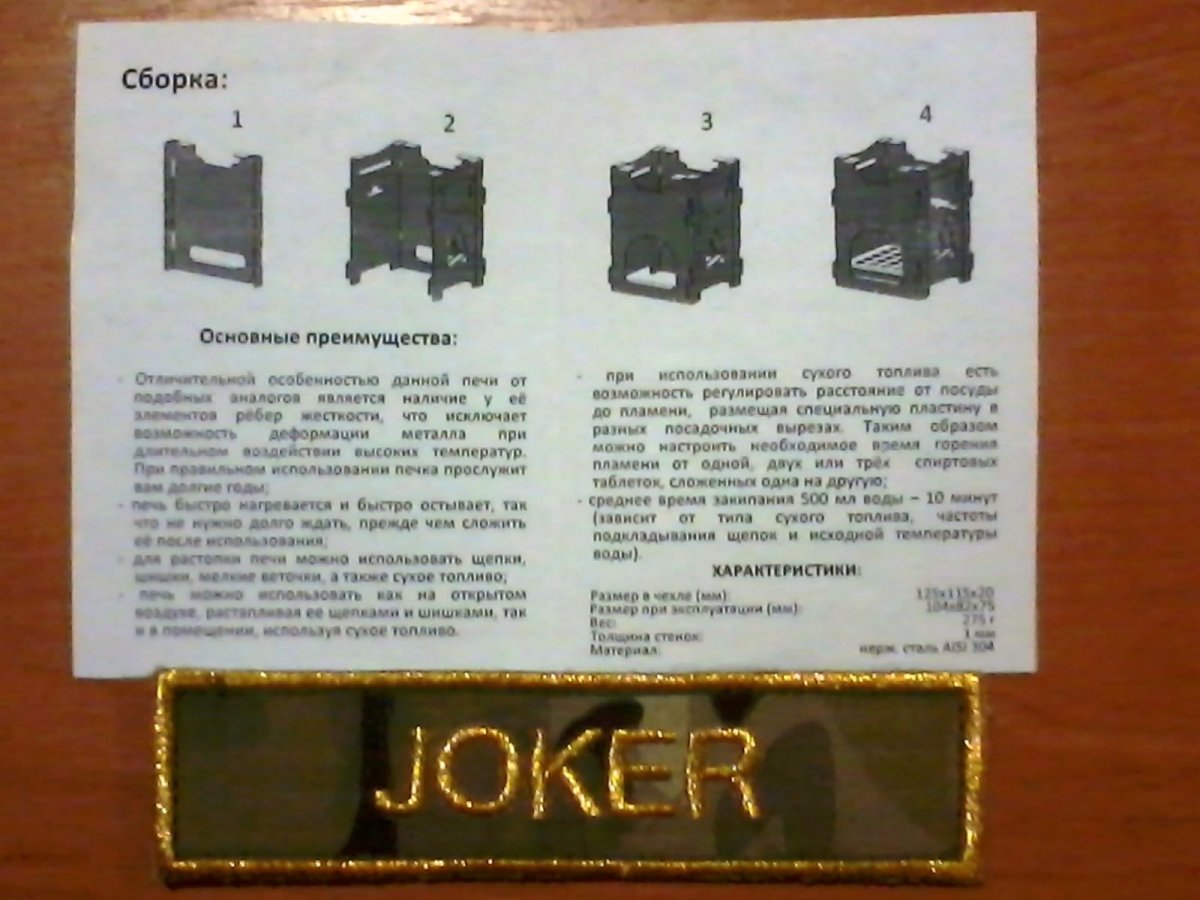 Сборка:
1
2
3
4
Основные преимущества:
- Отличительной особенностью данной печи от
подобных аналогов является наличие у её
элементов рёбер жесткости, что исключает
возможность деформации металла при
длительном воздействии высоких температур.
При правильном использовании печка прослужит
вам долгие годы;
- печь быстро нагревается и быстро остывает, так
что не нужно долго ждать, прежде чем сложить
её после использования;
- для растопки печи можно использовать щепки,
шишки, мелкие веточки, а также сухое топливо;
- печь можно использовать как на открытом
воздухе, растапливая её щепками и шишками, так
и в помещении, используя сухое топливо.
- при использовании сухого топлива есть
возможность регулировать расстояние от посуды
до пламени, размещая специальную пластину в
разных посадочных вырезах. Таким образом
можно настроить необходимое время горения
пламени от одной, двух или трёх спиртовых
таблеток, сложенных одна на другую;
- среднее время закипания 500 мл воды – 10 минут
(зависит от типа сухого топлива, частоты
подкладывания щепок и исходной температуры
воды).
ХАРАКТЕРИСТИКИ:
Размер в чехле (мм): 125х115х20
Размер при эксплуатации (мм): 104х82х75
Вес: 275 г
Толщина стенок: 1 мм
Материал: нерж. сталь AISI 304
JOKER